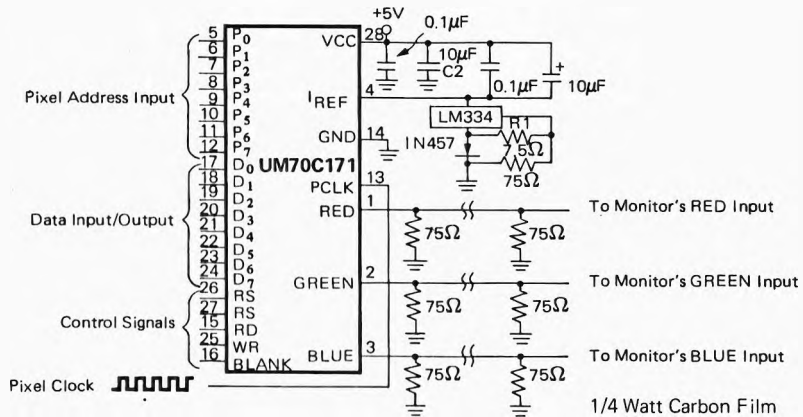 +5V
0.1μF
5 P0
6 P1
7 P2
8 P3
9 P4
10 P5
11 P6
12 P7
17 D0
18 D1
19 D2
20 D3
21 D4
22 D5
23 D6
24 D7
26 RS
27 RS
15 RD
25 WR
16 BLANK
Pixel Address Input
Data Input/Output
Control Signals
Pixel Clock
UM70C171
VCC 28
IREF 4
GND 14
PCLK 13
RED 1
GREEN 2
BLUE 3
10μF
C2
0.1μF
+
10μF
LM334
R1
IN457
7.5Ω
75Ω
To Monitor's RED Input
75Ω 75Ω
To Monitor's GREEN Input
75Ω 75Ω
To Monitor's BLUE Input
75Ω 75Ω
1/4 Watt Carbon Film